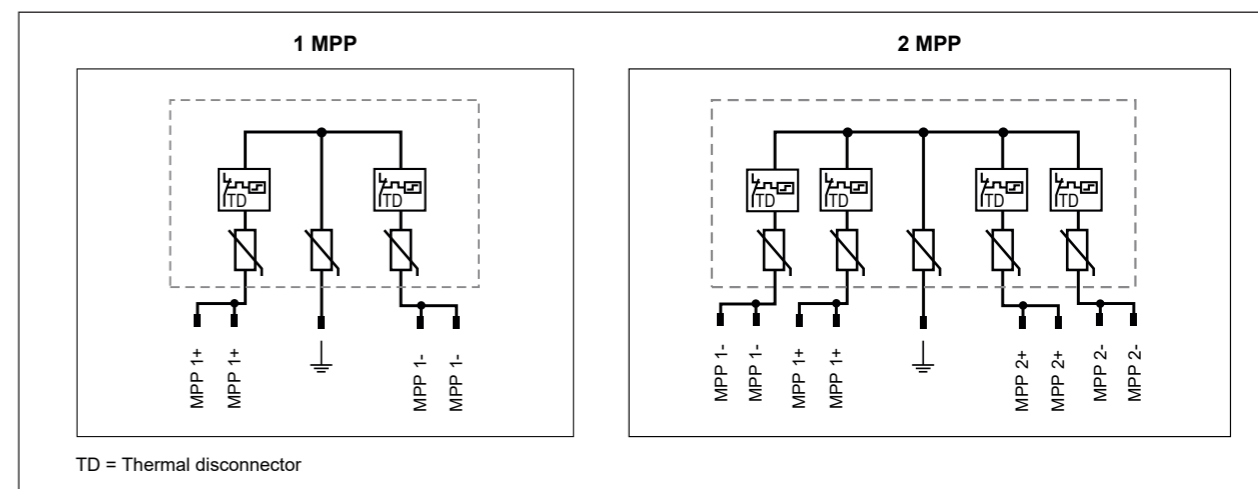 1 MPP
2 MPP
TD
TD
TD
TD
TD
TD
MPP 1+
MPP 1+
MPP 1-
MPP 1-
MPP 1-
MPP 1-
MPP 1+
MPP 1+
MPP 2+
MPP 2+
MPP 2-
MPP 2-
TD = Thermal disconnector